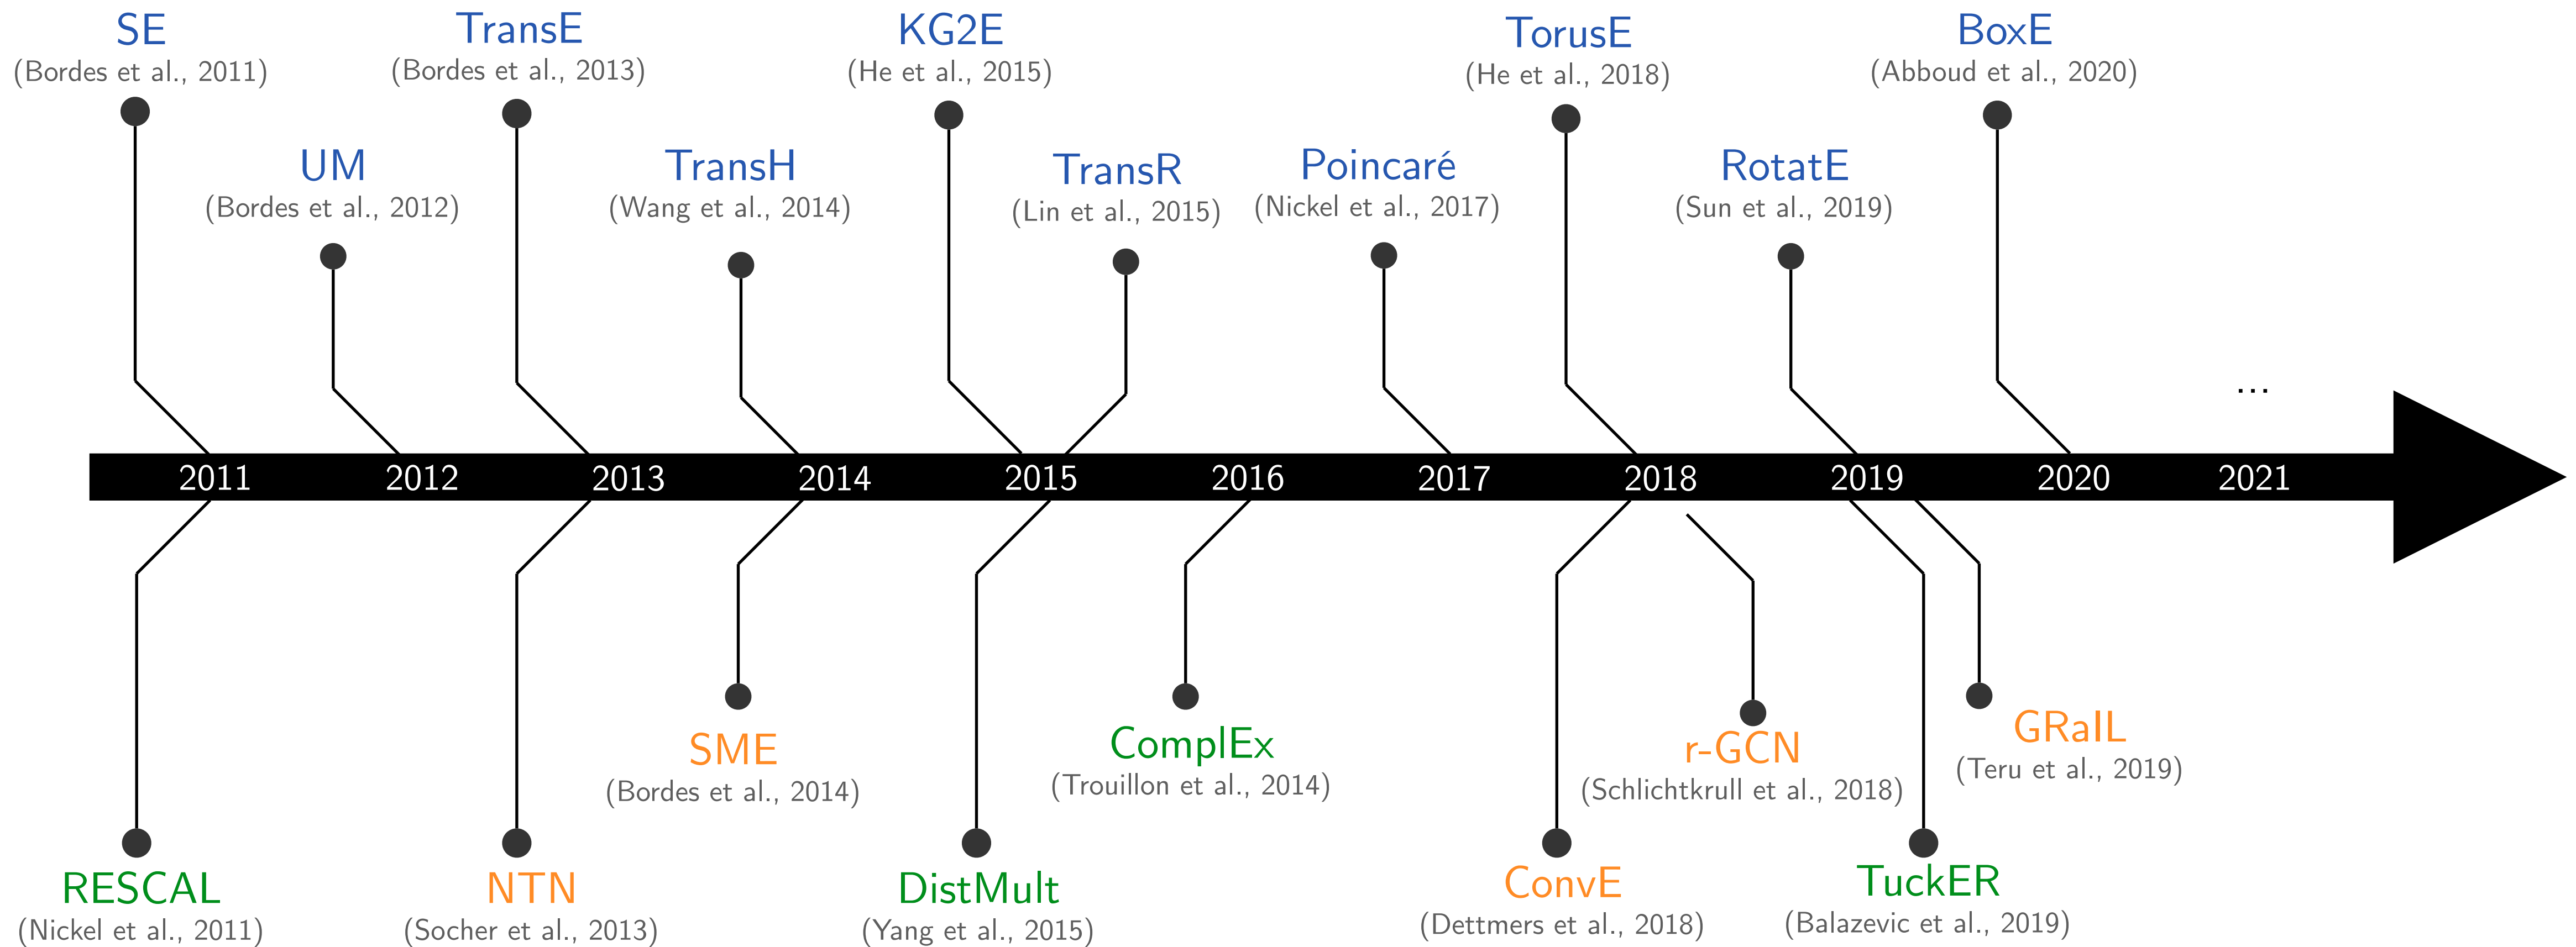 SE
(Bordes et al., 2011)
TransE
(Bordes et al., 2013)
KG2E
(He et al., 2015)
TorusE
(He et al., 2018)
BoxE
(Abboud et al., 2020)
UM
(Bordes et al., 2012)
TransH
(Wang et al., 2014)
TransR
(Lin et al., 2015)
Poincaré
(Nickel et al., 2017)
RotatE
(Sun et al., 2019)
...
2011 2012 2013 2014 2015 2016 2017 2018 2019 2020 2021
SME
(Bordes et al., 2014)
ComplEx
(Trouillon et al., 2014)
r-GCN
(Schlichtkrull et al., 2018)
GRaIL
(Teru et al., 2019)
RESCAL
(Nickel et al., 2011)
NTN
(Socher et al., 2013)
DistMult
(Yang et al., 2015)
ConvE
(Dettmers et al., 2018)
TuckER
(Balazevic et al., 2019)